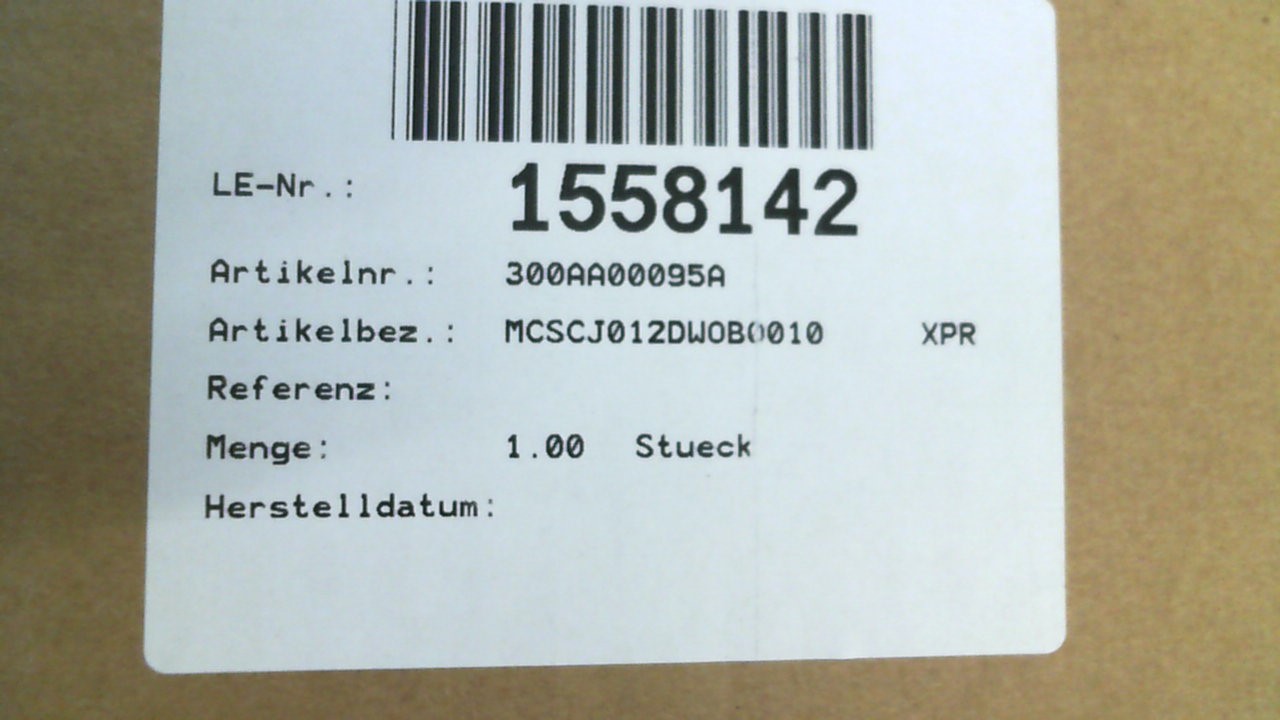 LE-Nr.: 1558142
Artikelnr.: 300AA00095A
Artikelbez.: MCSCJ012DWOB0010 XPR
Referenz:
Menge: 1.00 Stueck
Herstelldatum: